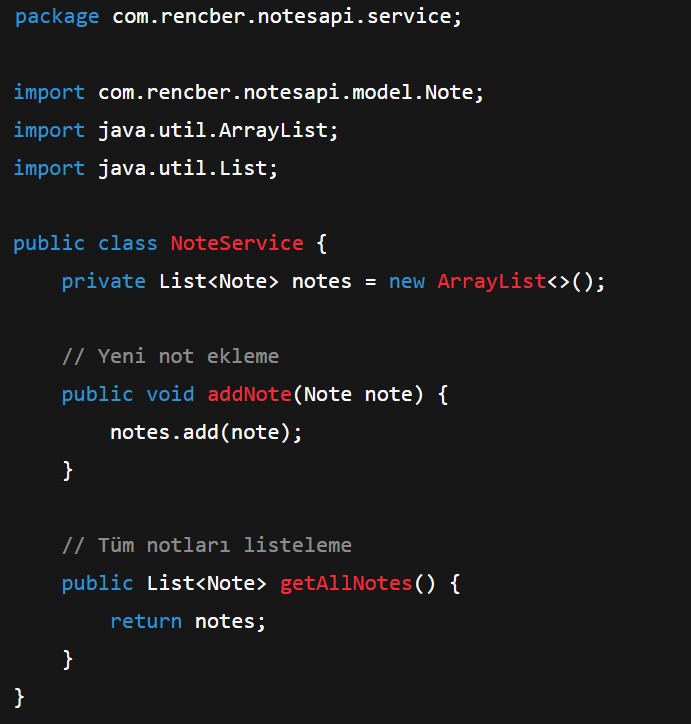 package com.rencber.notesapi.service;
import com.rencber.notesapi.model.Note;
import java.util.ArrayList;
import java.util.List;
public class NoteService {
private List<Note> notes = new ArrayList<>();
// Yeni not ekleme
public void addNote(Note note) {
notes.add(note);
}
// Tüm notları listeleme
public List<Note> getAllNotes() {
return notes;
}
}